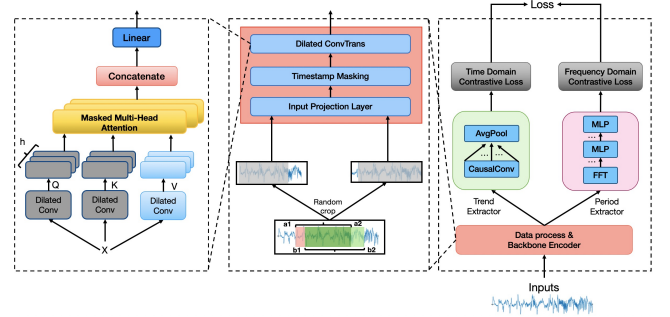 Linear
Concatenate
Masked Multi-Head
Attention
h
Q
K
V
Dilated
Conv
Dilated
Conv
Dilated
Conv
X
Dilated ConvTrans
Timestamp Masking
Input Projection Layer
Random
crop
a1
a2
b1
b2
Loss
Time Domain
Contrastive Loss
Frequency Domain
Contrastive Loss
AvgPool
...
...
CausalConv
MLP
...
MLP
...
FFT
Trend
Extractor
Period
Extractor
Data process &
Backbone Encoder
Inputs